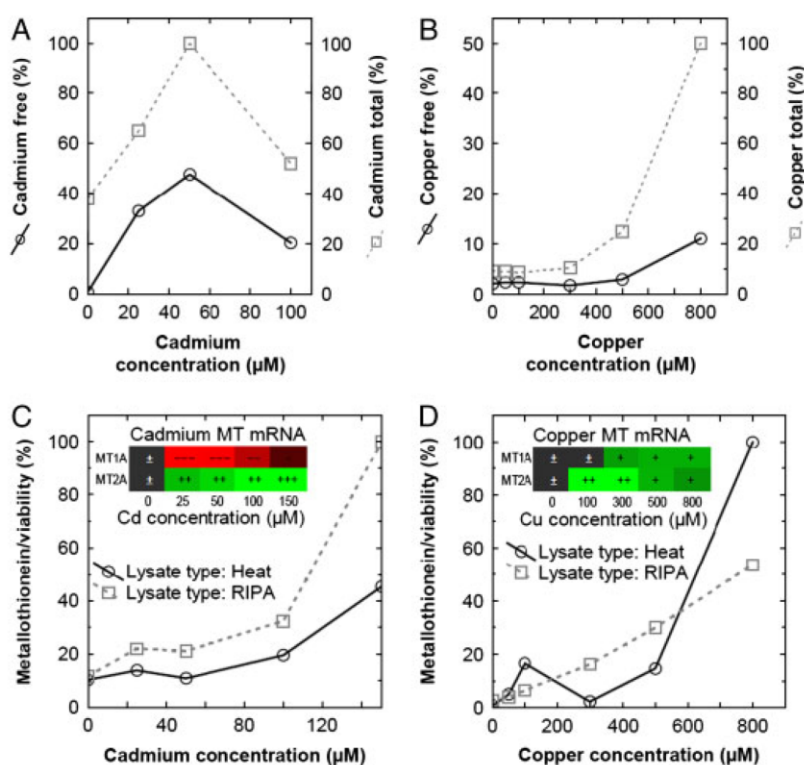 A
B
Cadmium free (%)
100
80
60
40
20
0
100
80
60
40
20
0
Cadmium total (%)
0 20 40 60 80 100
Cadmium
concentration (µM)
Copper free (%)
50
40
30
20
10
0
100
80
60
40
20
0
Copper total (%)
0 200 400 600 800
Copper
concentration (µM)
C
Metallothionein/viability (%)
100
80
60
40
20
0
Cadmium MT mRNA
MT1A ± --- --- -- -
MT2A ± ++ ++ ++ +++
0 25 50 100 150
Cd concentration (µM)
Lysate type: Heat
Lysate type: RIPA
0 40 80 120
Cadmium concentration (µM)
D
Metallothionein/viability (%)
100
80
60
40
20
0
Copper MT mRNA
MT1A ± ± + + +
MT2A ± ++ ++ + +
0 100 300 500 800
Cu concentration (µM)
Lysate type: Heat
Lysate type: RIPA
0 200 400 600 800
Copper concentration (µM)